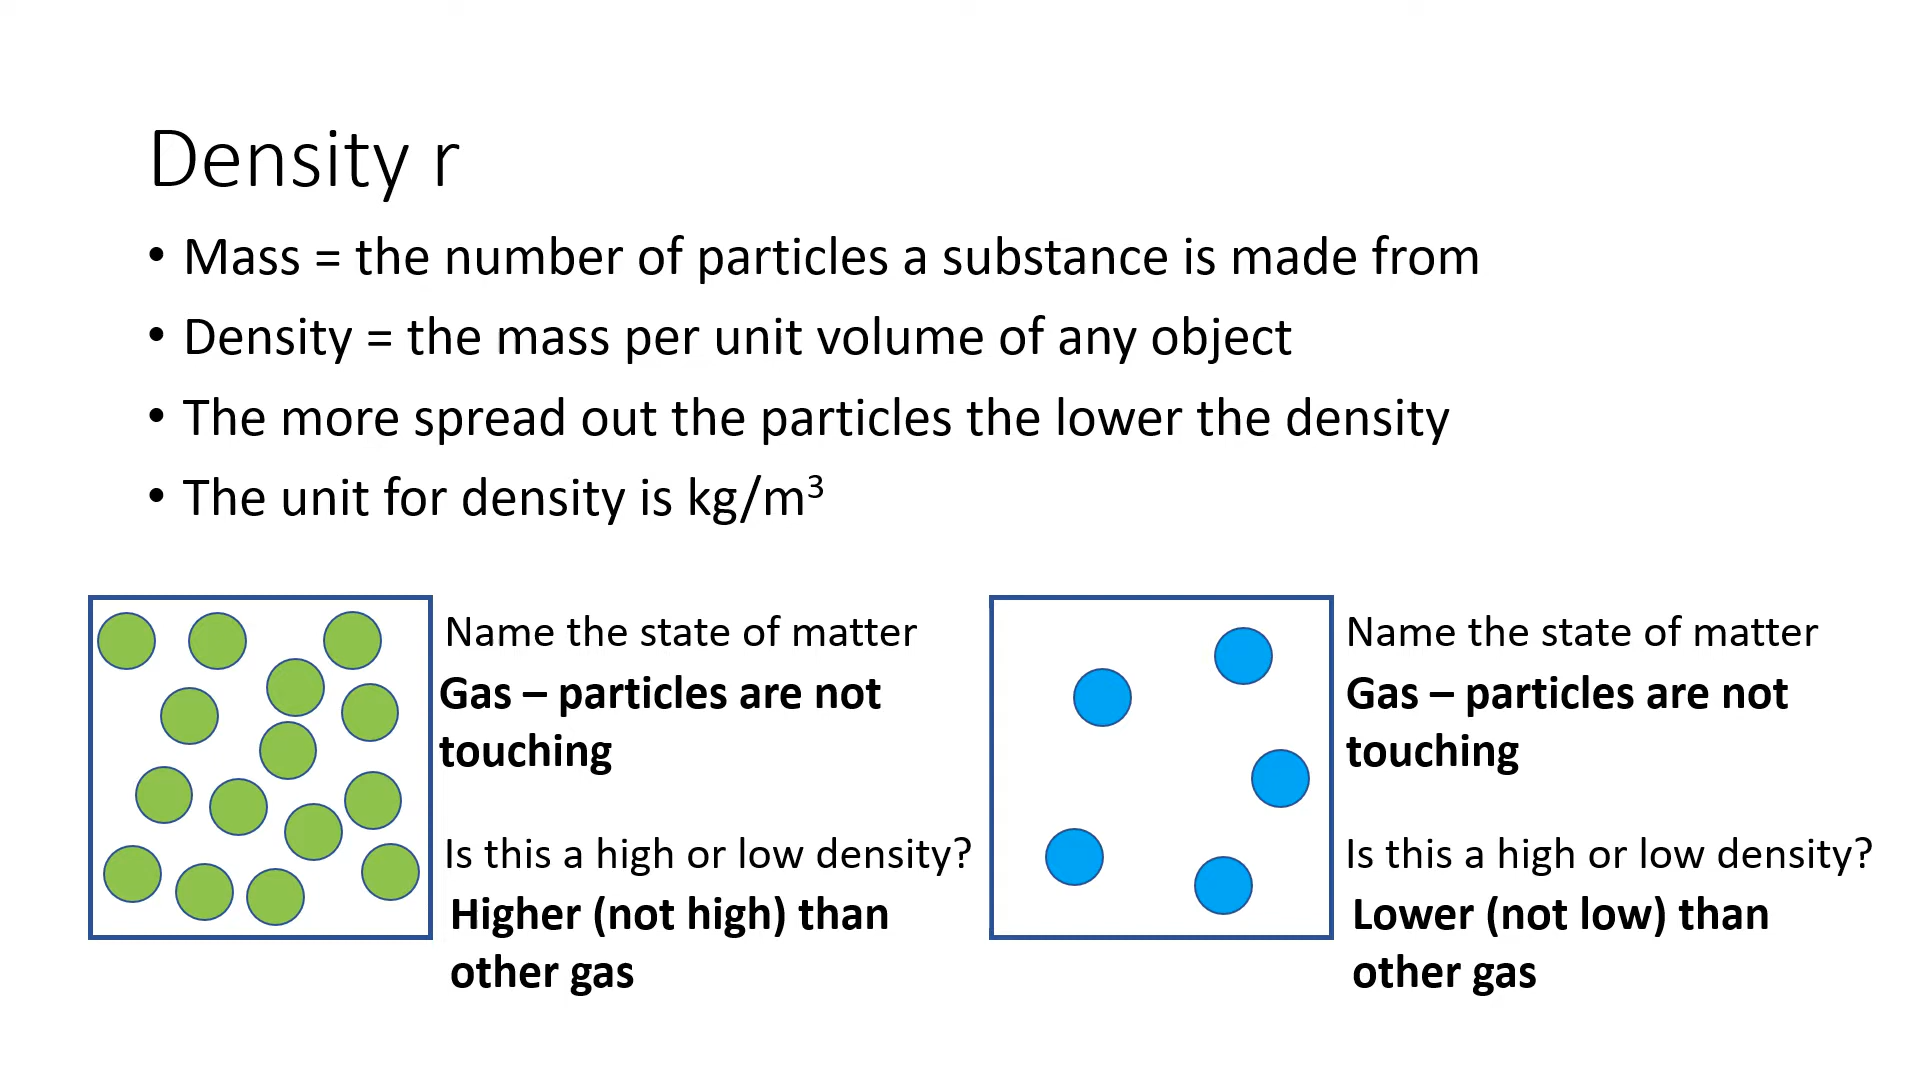 Density r
• Mass = the number of particles a substance is made from
• Density = the mass per unit volume of any object
• The more spread out the particles the lower the density
• The unit for density is kg/m³
Name the state of matter
Gas – particles are not
touching
Is this a high or low density?
Higher (not high) than
other gas
Name the state of matter
Gas – particles are not
touching
Is this a high or low density?
Lower (not low) than
other gas